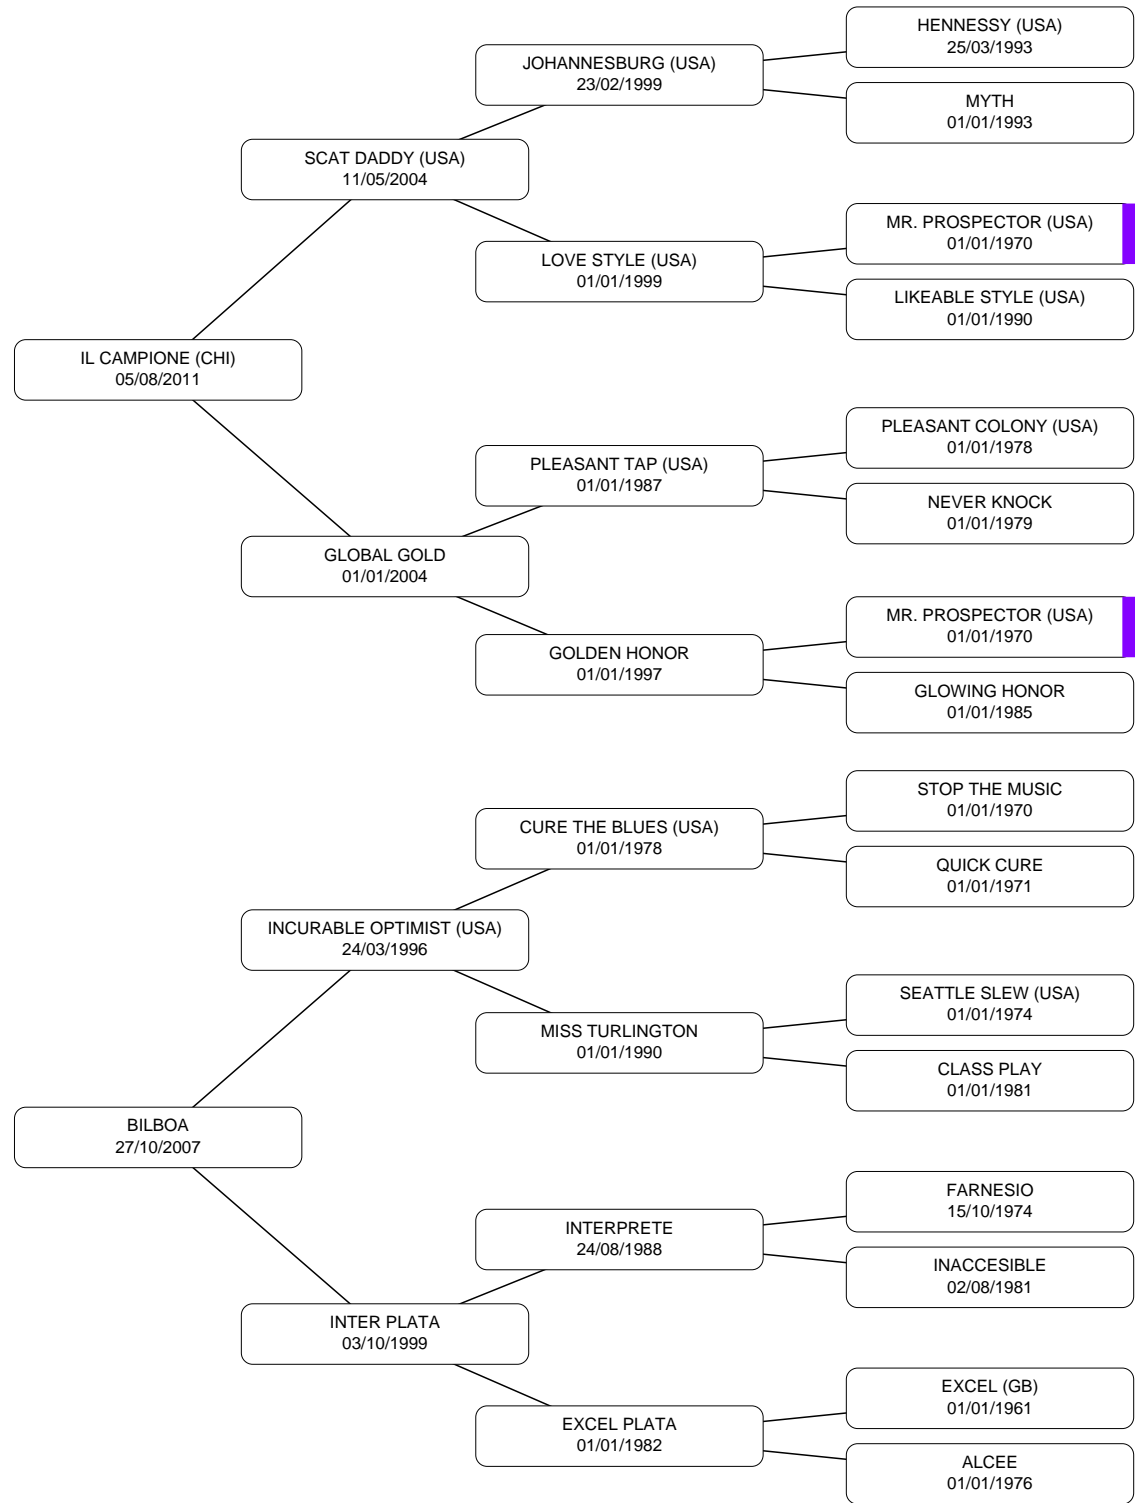 HENNESSY (USA)
25/03/1993
JOHANNESBURG (USA)
23/02/1999
MYTH
01/01/1993
SCAT DADDY (USA)
11/05/2004
MR. PROSPECTOR (USA)
01/01/1970
LOVE STYLE (USA)
01/01/1999
LIKEABLE STYLE (USA)
01/01/1990
IL CAMPIONE (CHI)
05/08/2011
PLEASANT COLONY (USA)
01/01/1978
PLEASANT TAP (USA)
01/01/1987
NEVER KNOCK
01/01/1979
GLOBAL GOLD
01/01/2004
MR. PROSPECTOR (USA)
01/01/1970
GOLDEN HONOR
01/01/1997
GLOWING HONOR
01/01/1985
STOP THE MUSIC
01/01/1970
CURE THE BLUES (USA)
01/01/1978
QUICK CURE
01/01/1971
INCURABLE OPTIMIST (USA)
24/03/1996
SEATTLE SLEW (USA)
01/01/1974
MISS TURLINGTON
01/01/1990
CLASS PLAY
01/01/1981
BILBOA
27/10/2007
FARNESIO
15/10/1974
INTERPRETE
24/08/1988
INACCESIBLE
02/08/1981
INTER PLATA
03/10/1999
EXCEL (GB)
01/01/1961
EXCEL PLATA
01/01/1982
ALCEE
01/01/1976